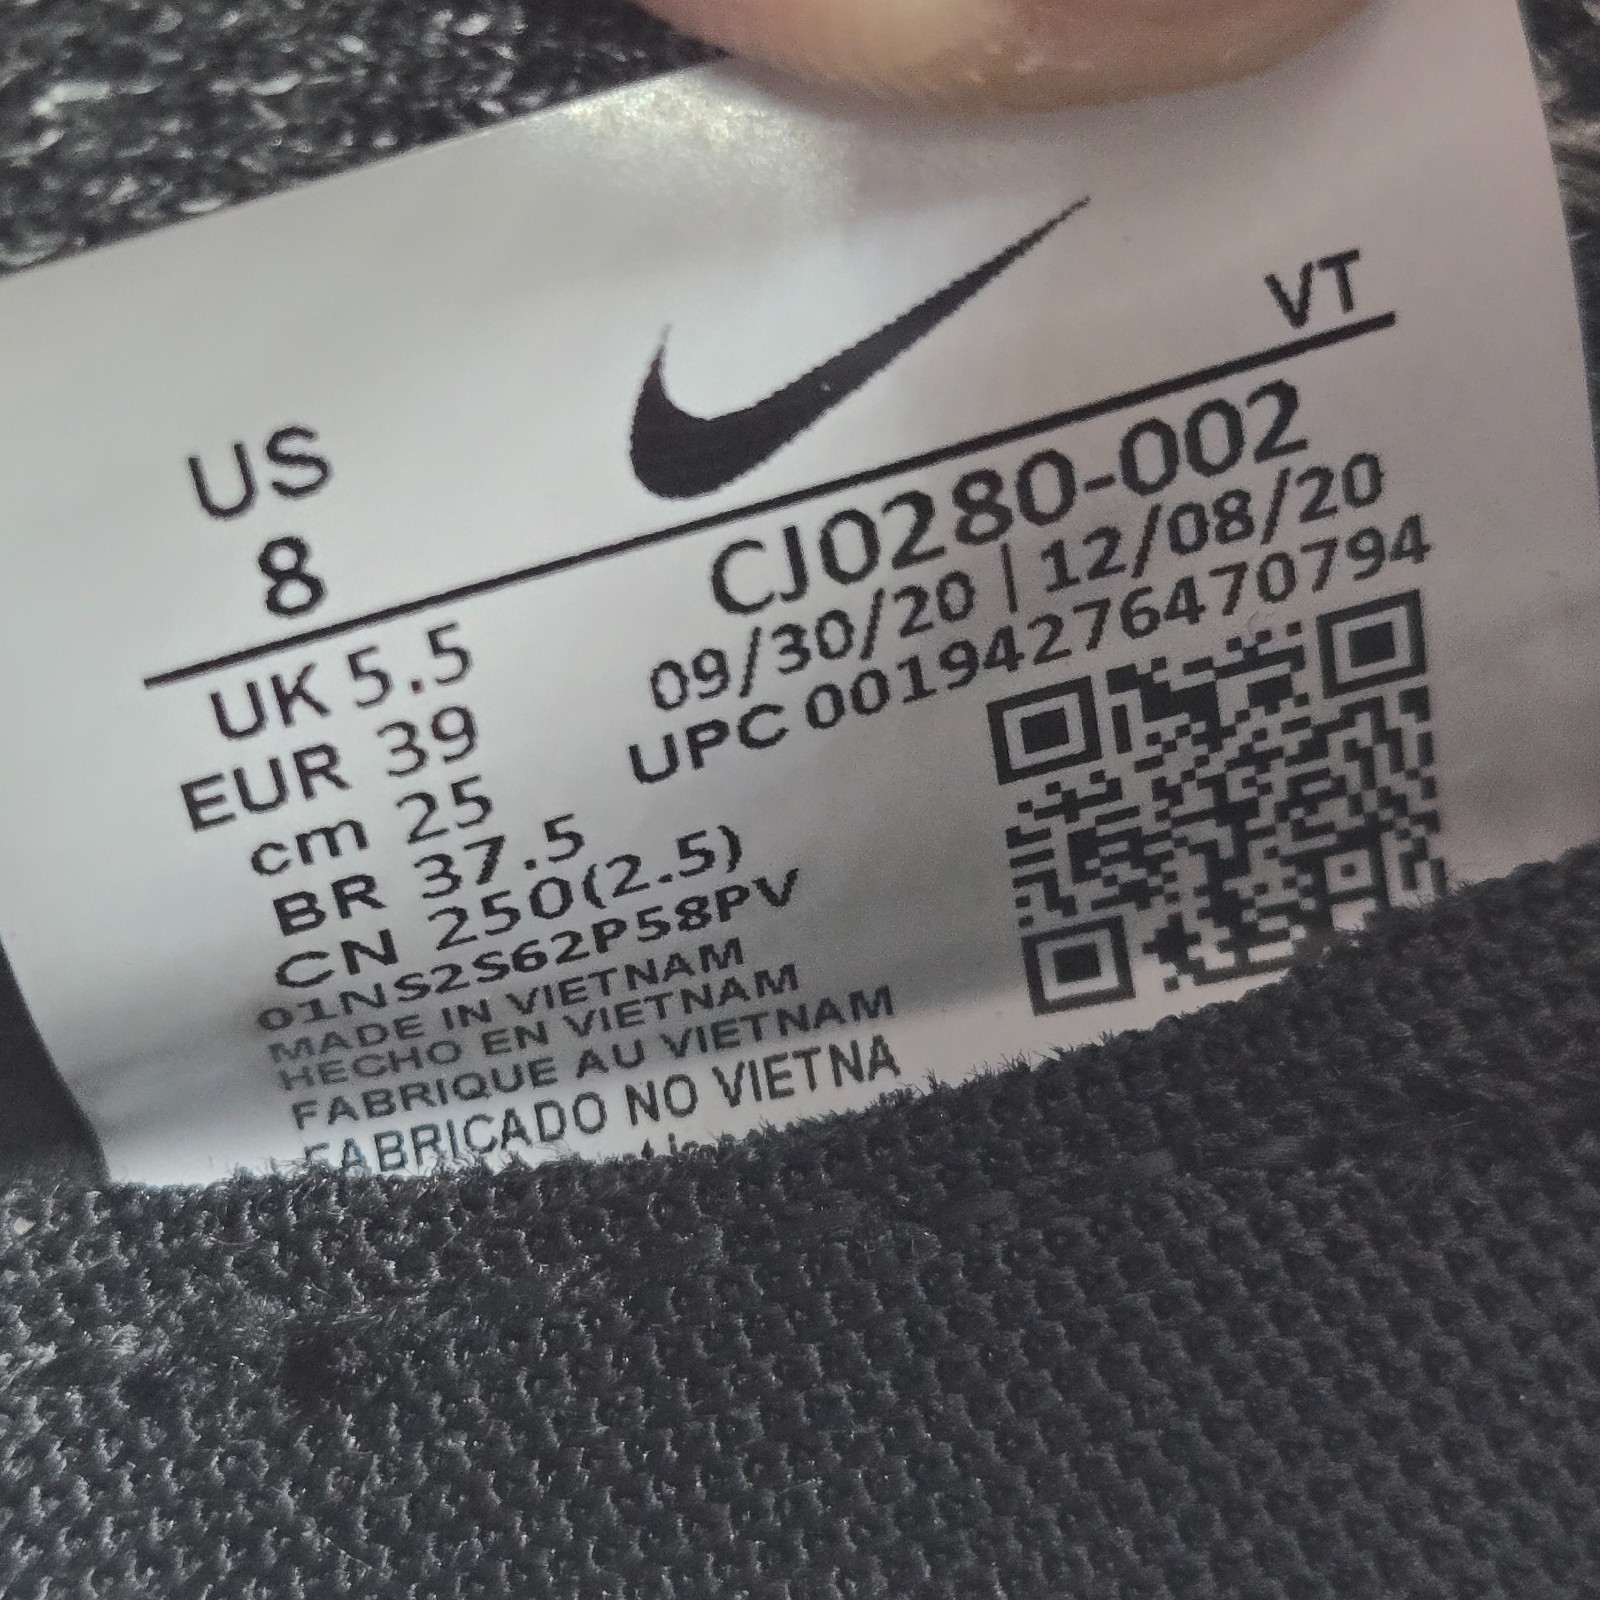 US
8
VT
UK 5.5
EUR 39
cm 25
BR 37.5
CN 250(2.5)
01NS2S62P58PV
MADE IN VIETNAM
HECHO EN VIETNAM
FABRIQUE AU VIETNAM
FABRICADO NO VIETNA
CJ0280-002
09/30/20 | 12/08/20
UPC 00194276470794